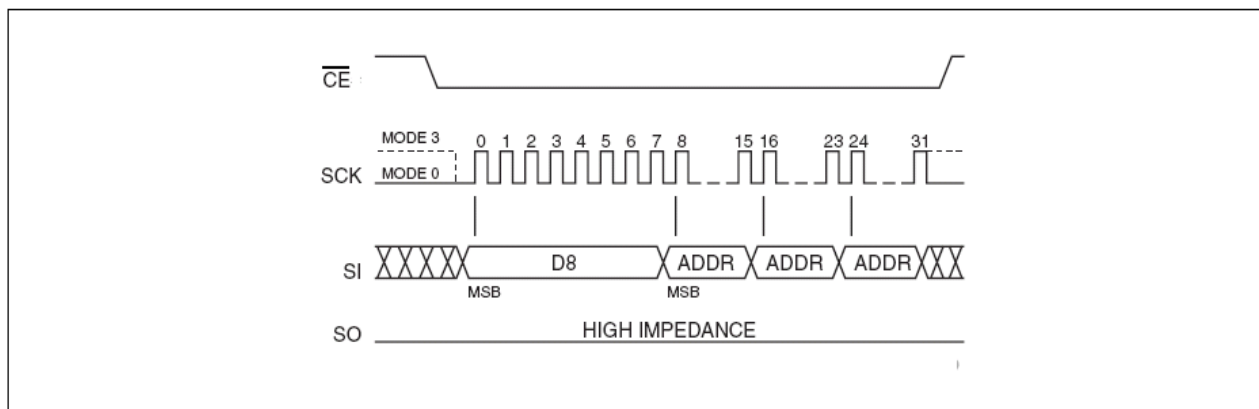 CE
MODE 3
0 1 2 3 4 5 6 7 8 15 16 23 24 31
SCK MODE 0
SI D8 ADDR ADDR ADDR
MSB MSB
SO HIGH IMPEDANCE